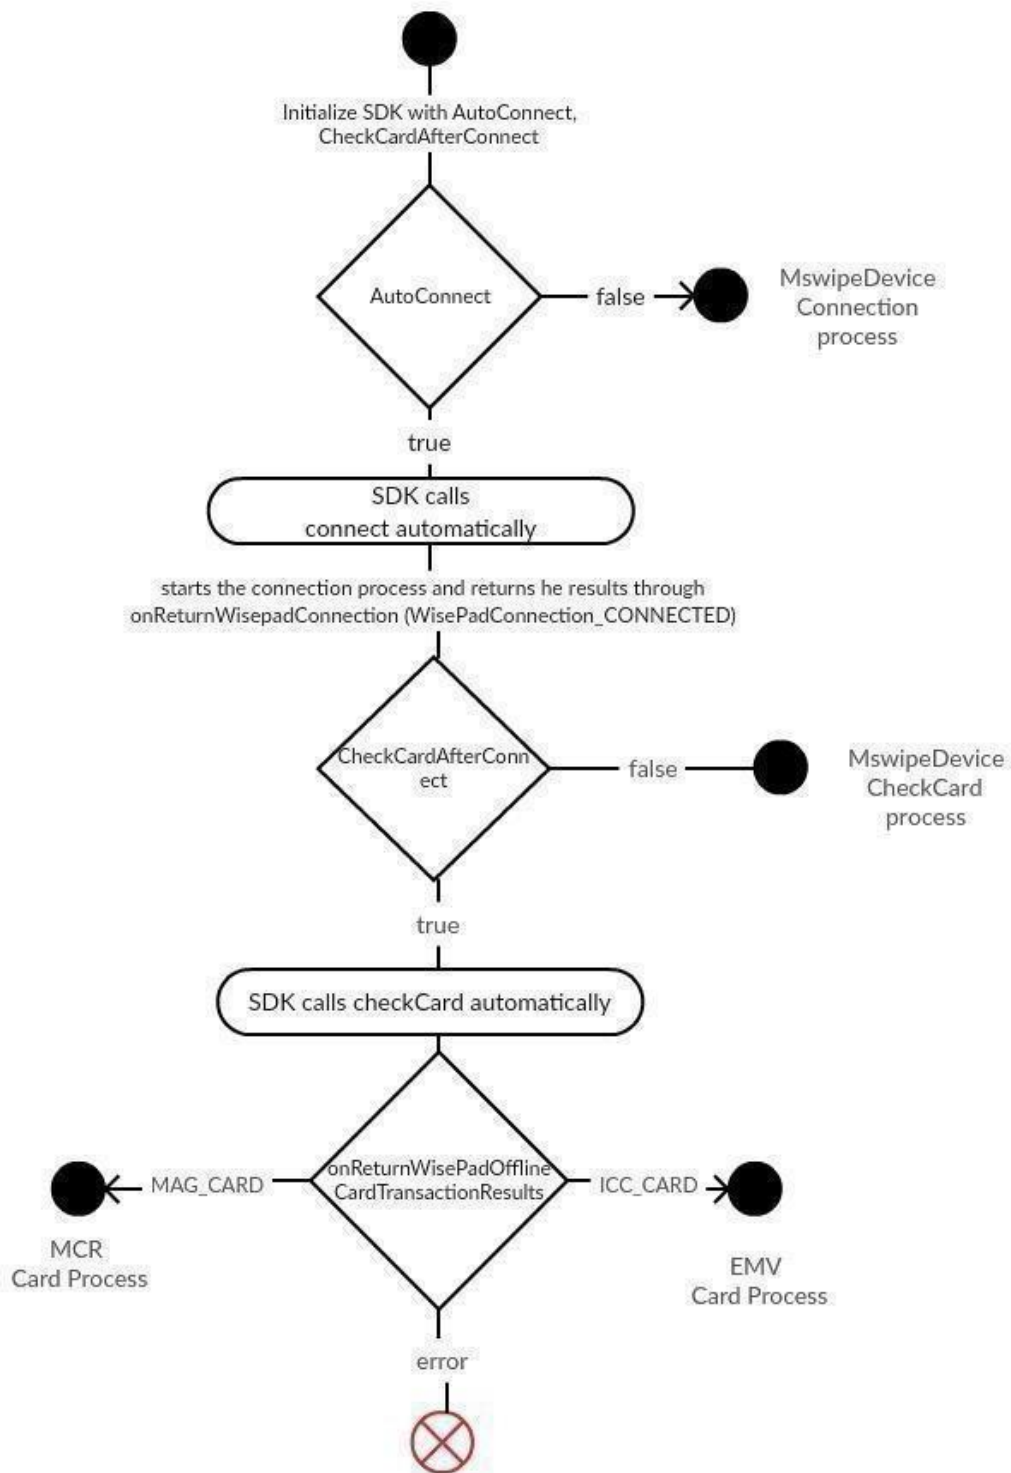 Initialize SDK with AutoConnect,
CheckCardAfterConnect
AutoConnect
false
MswipeDevice
Connection
process
true
SDK calls
connect automatically
starts the connection process and returns he results through
onReturnWisepadConnection (WisePadConnection_CONNECTED)
CheckCardAfterConn
ect
false
MswipeDevice
CheckCard
process
true
SDK calls checkCard automatically
onReturnWisePadOffline
CardTransactionResults
MAG_CARD
ICC_CARD
MCR
Card Process
EMV
Card Process
error